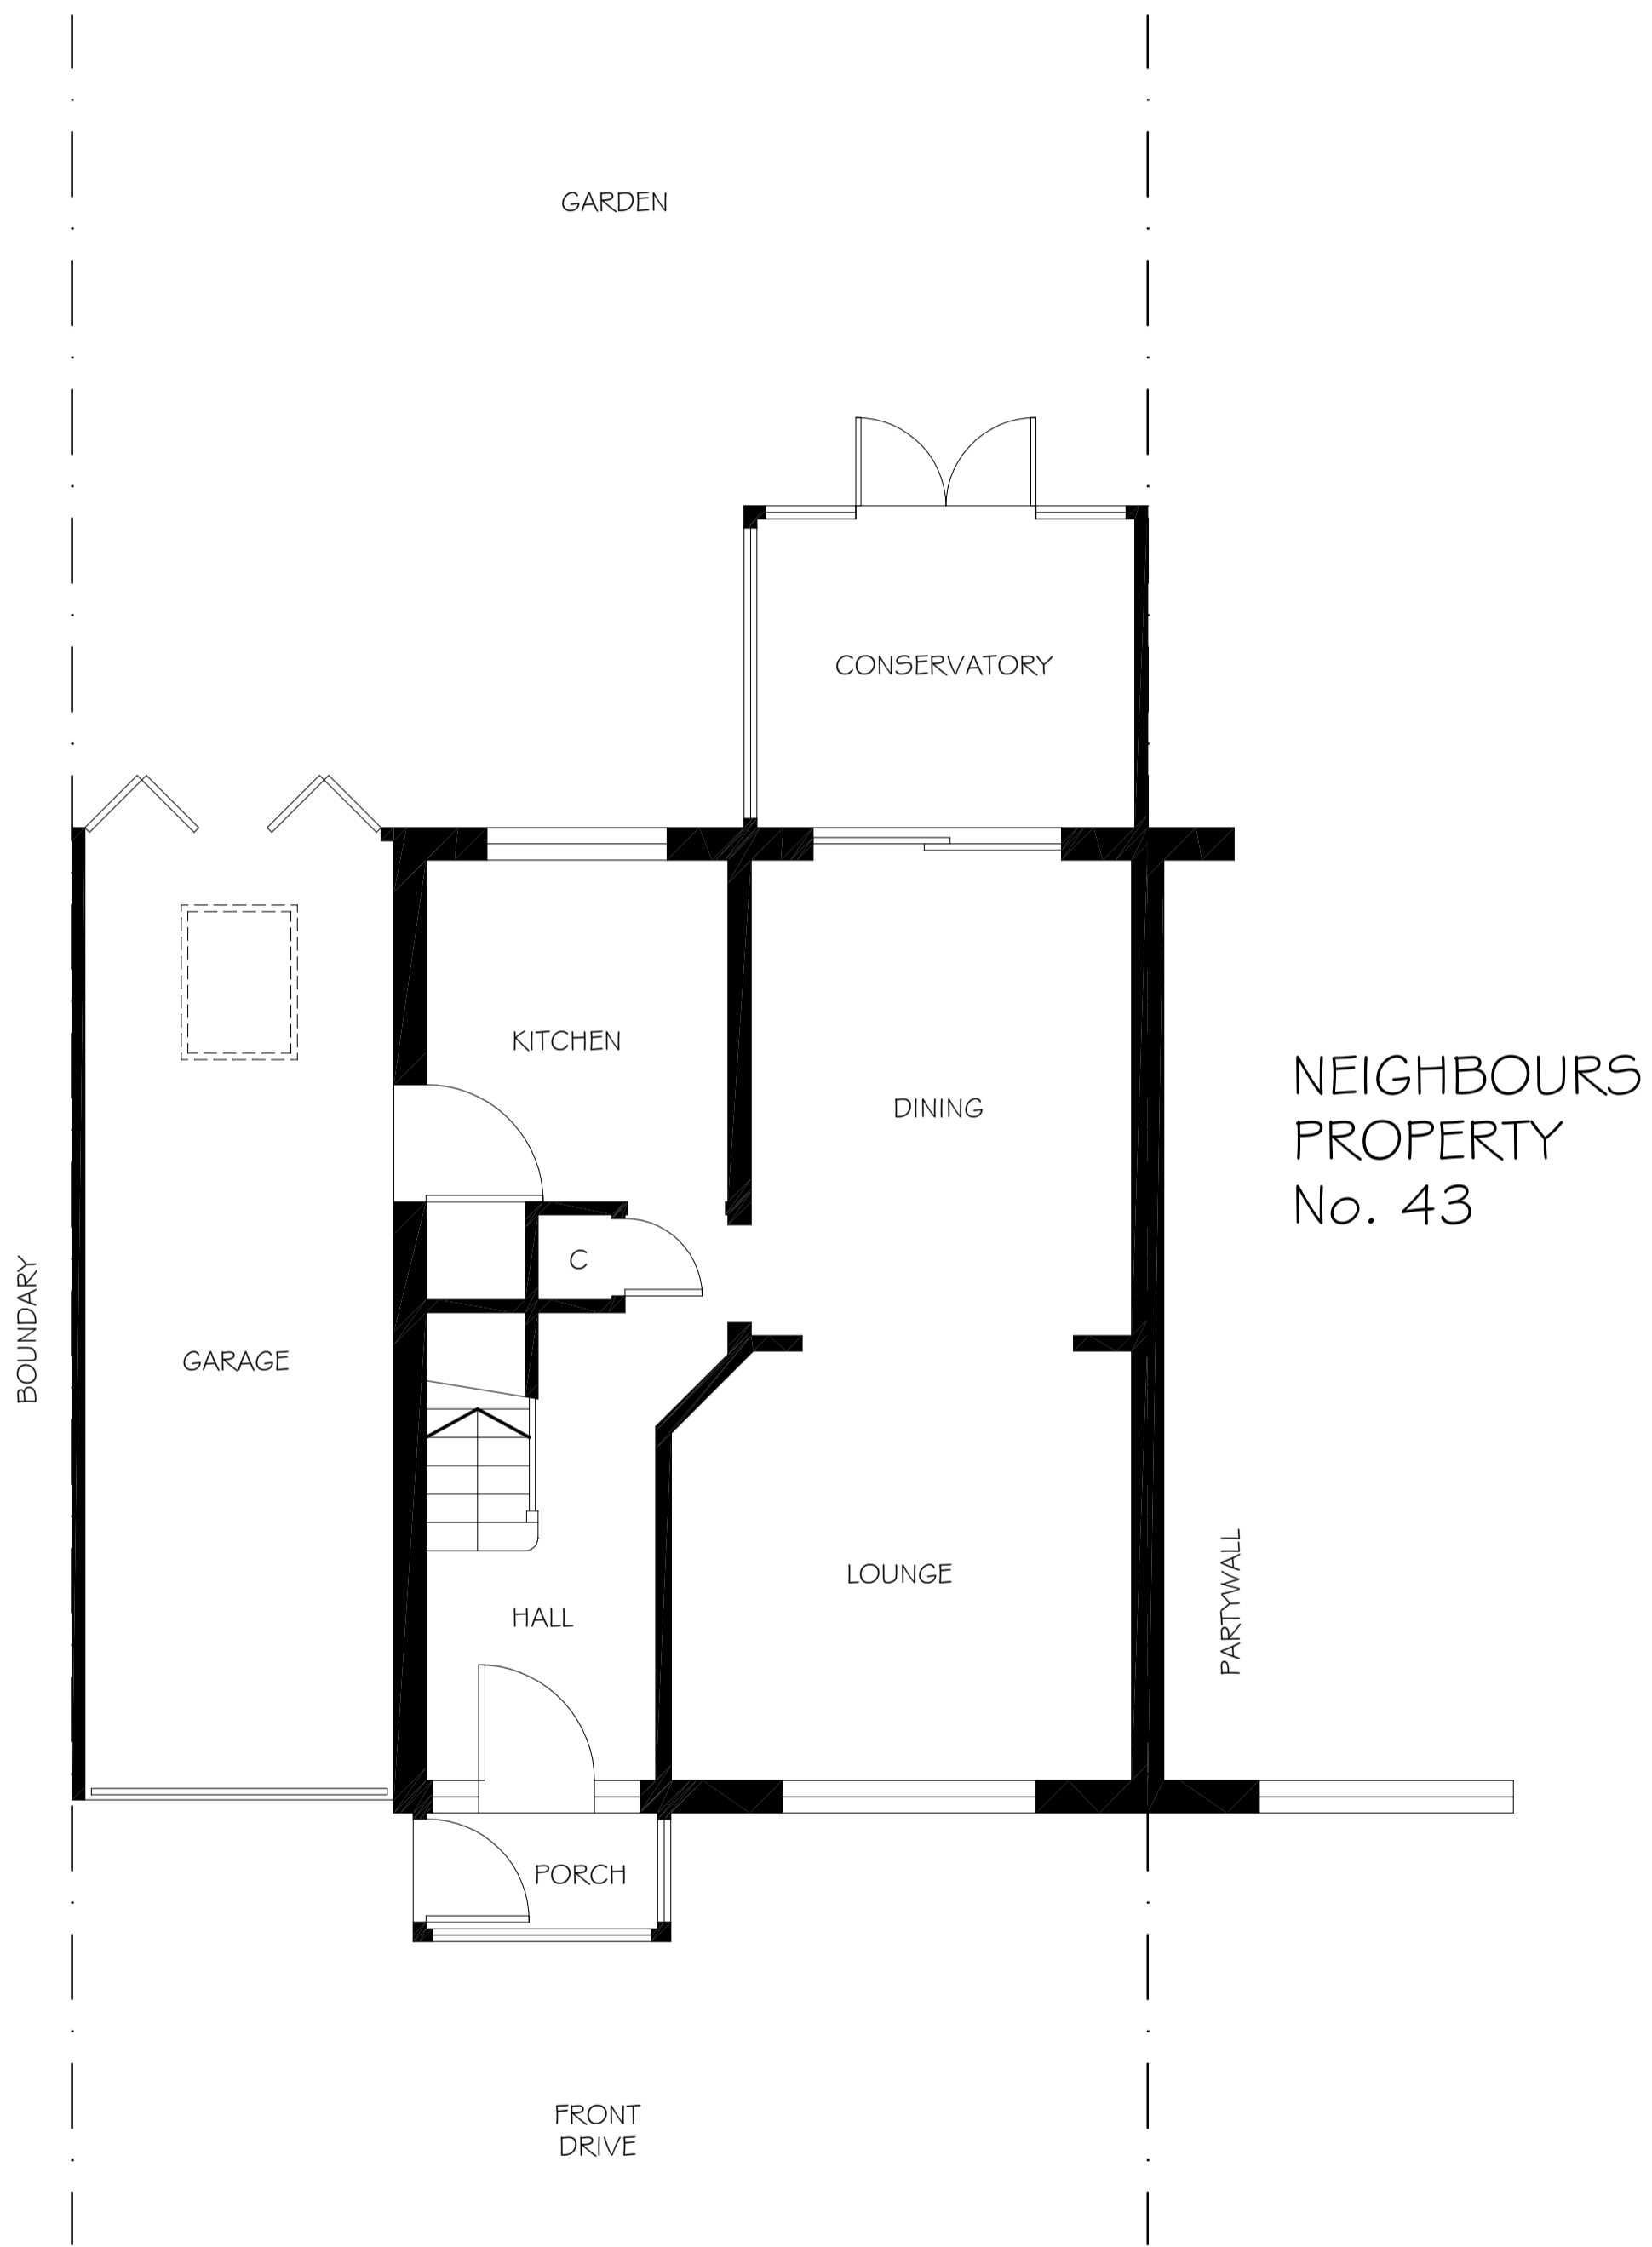 GARDEN
CONSERVATORY
KITCHEN
DINING
NEIGHBOURS
PROPERTY
No. 43
C
BOUNDARY
GARAGE
LOUNGE
HALL
PARTYWALL
PORCH
FRONT
DRIVE